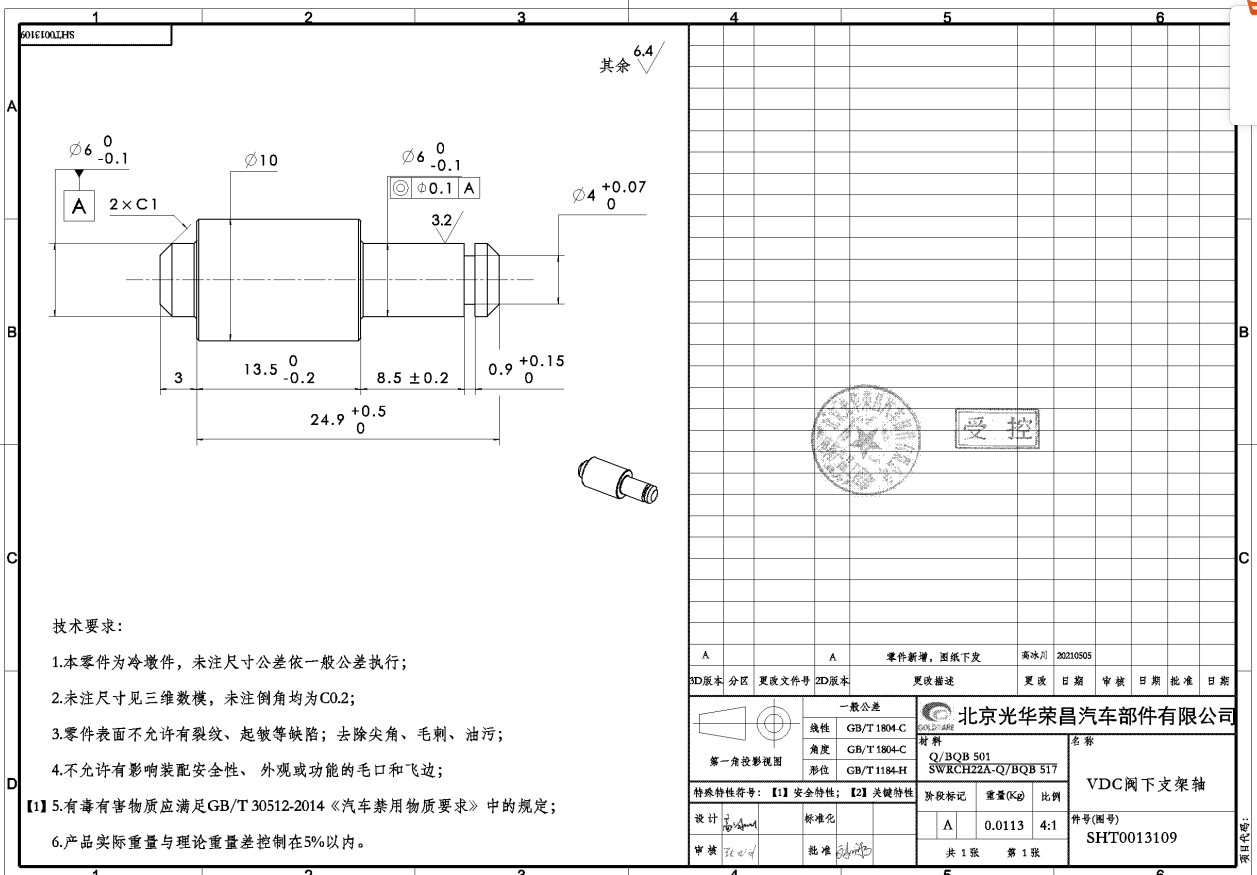 1 2 3 4 5 6
SHT0013109
A
B
C
D
其余 6.4
∅6 0 -0.1
A
2×C1
∅10
∅6 0 -0.1
◎ ϕ0.1 A
3.2
∅4 +0.07 0
3
13.5 0 -0.2
8.5 ±0.2
0.9 +0.15 0
24.9 +0.5 0
技术要求:
1.本零件为冷墩件，未注尺寸公差依一般公差执行;
2.未注尺寸见三维数模，未注倒角均为C0.2;
3.零件表面不允许有裂纹、起皱等缺陷；去除尖角、毛刺、油污;
4.不允许有影响装配安全性、 外观或功能的毛口和飞边;
【1】5.有毒有害物质应满足GB/T 30512-2014《汽车禁用物质要求》中的规定;
6.产品实际重量与理论重量差控制在5%以内。
受 控
A A 零件新增，图纸下发 高冰川 20210505
3D版本 分区 更改文件号 2D版本 更改描述 更改 日期 审核 日期 批准 日期
第一角投影视图
一般公差
线性 GB/T 1804-C
角度 GB/T 1804-C
形位 GB/T 1184-H
特殊特性符号: 【1】安全特性; 【2】关键特性
设计 标准化
审核 批准
北京光华荣昌汽车部件有限公司
材料
Q/BQB 501
SWRCH22A-Q/BQB 517
名称
VDC阀下支架轴
阶段标记 重量(Kg) 比例
A 0.0113 4:1
共 1 张 第 1 张
件号(图号)
SHT0013109
项目代码:
B
C
1 2 3 4 5 6